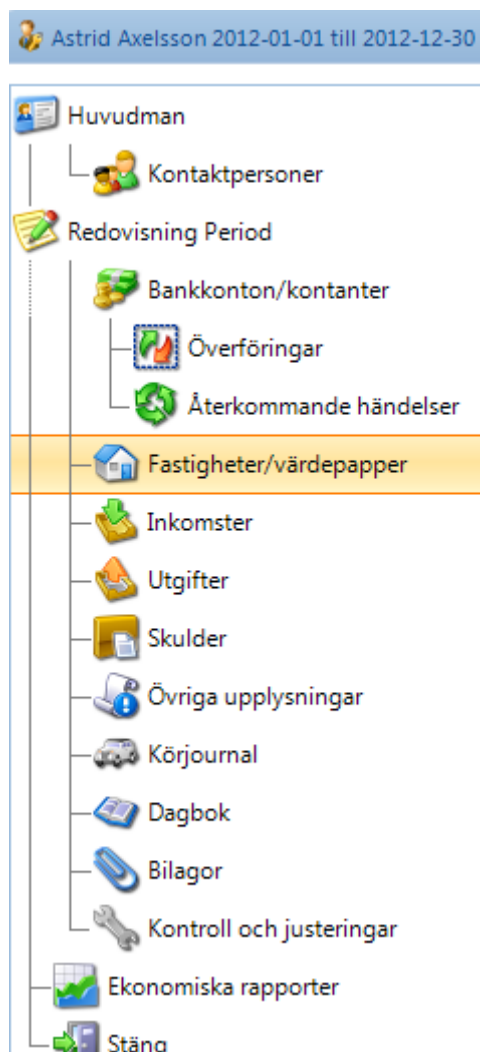 Astrid Axelsson 2012-01-01 till 2012-12-30
Huvudman
Kontaktpersoner
Redovisning Period
Bankkonton/kontanter
Överföringar
Återkommande händelser
Fastigheter/värdepapper
Inkomster
Utgifter
Skulder
Övriga upplysningar
Körjournal
Dagbok
Bilagor
Kontroll och justeringar
Ekonomiska rapporter
Stäng